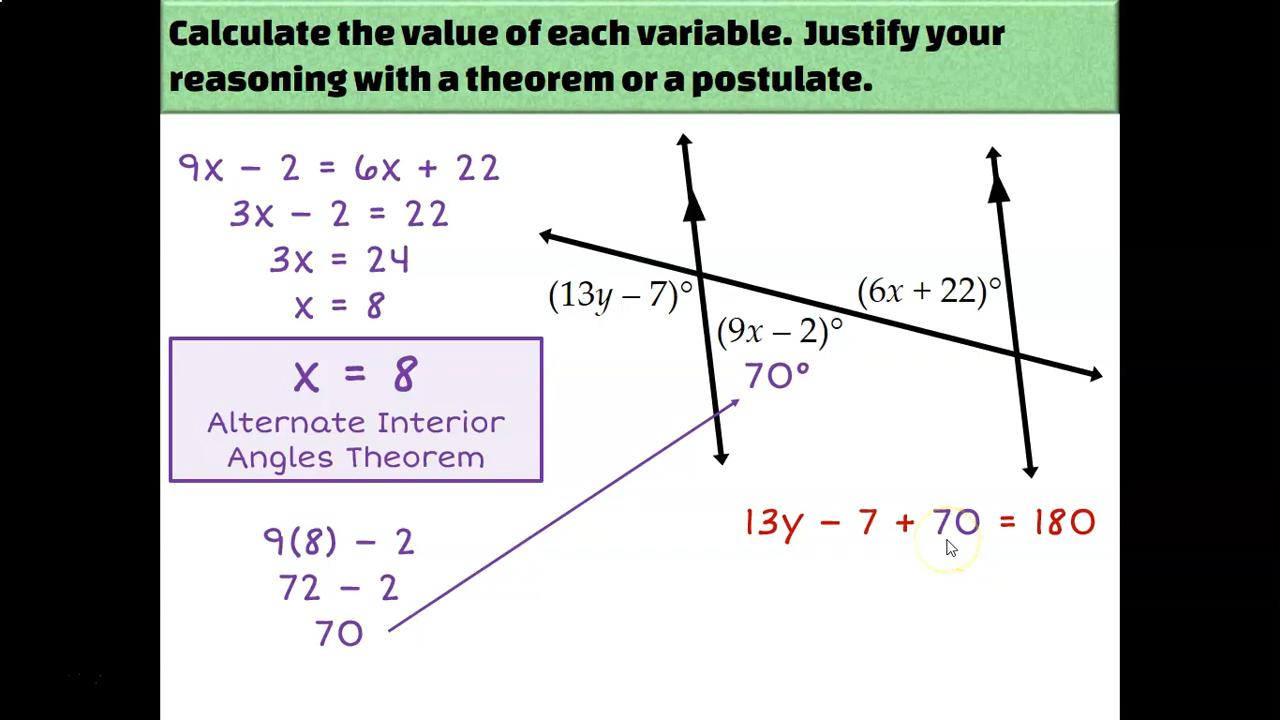 Calculate the value of each variable.  Justify your
reasoning with a theorem or a postulate.
9x – 2 = 6x + 22
3x – 2 = 22
3x = 24
x = 8
x = 8
Alternate Interior
Angles Theorem
9(8) – 2
72 – 2
70
(13y – 7)°
(6x + 22)°
(9x – 2)°
70°
13y – 7 + 70 = 180